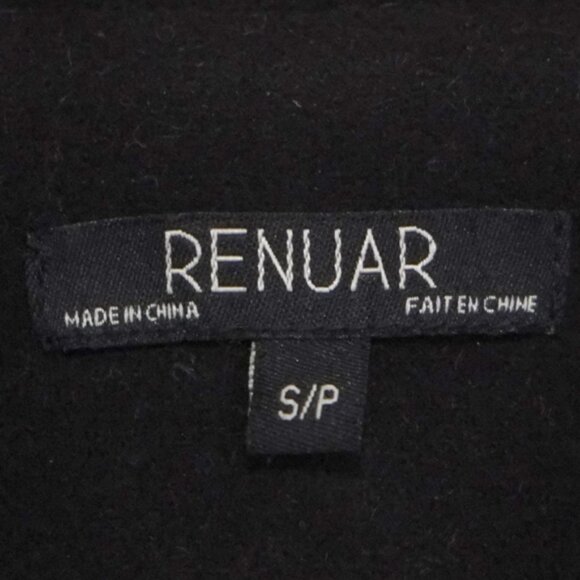 RENUAR
MADE IN CHINA FAIT EN CHINE
S/P